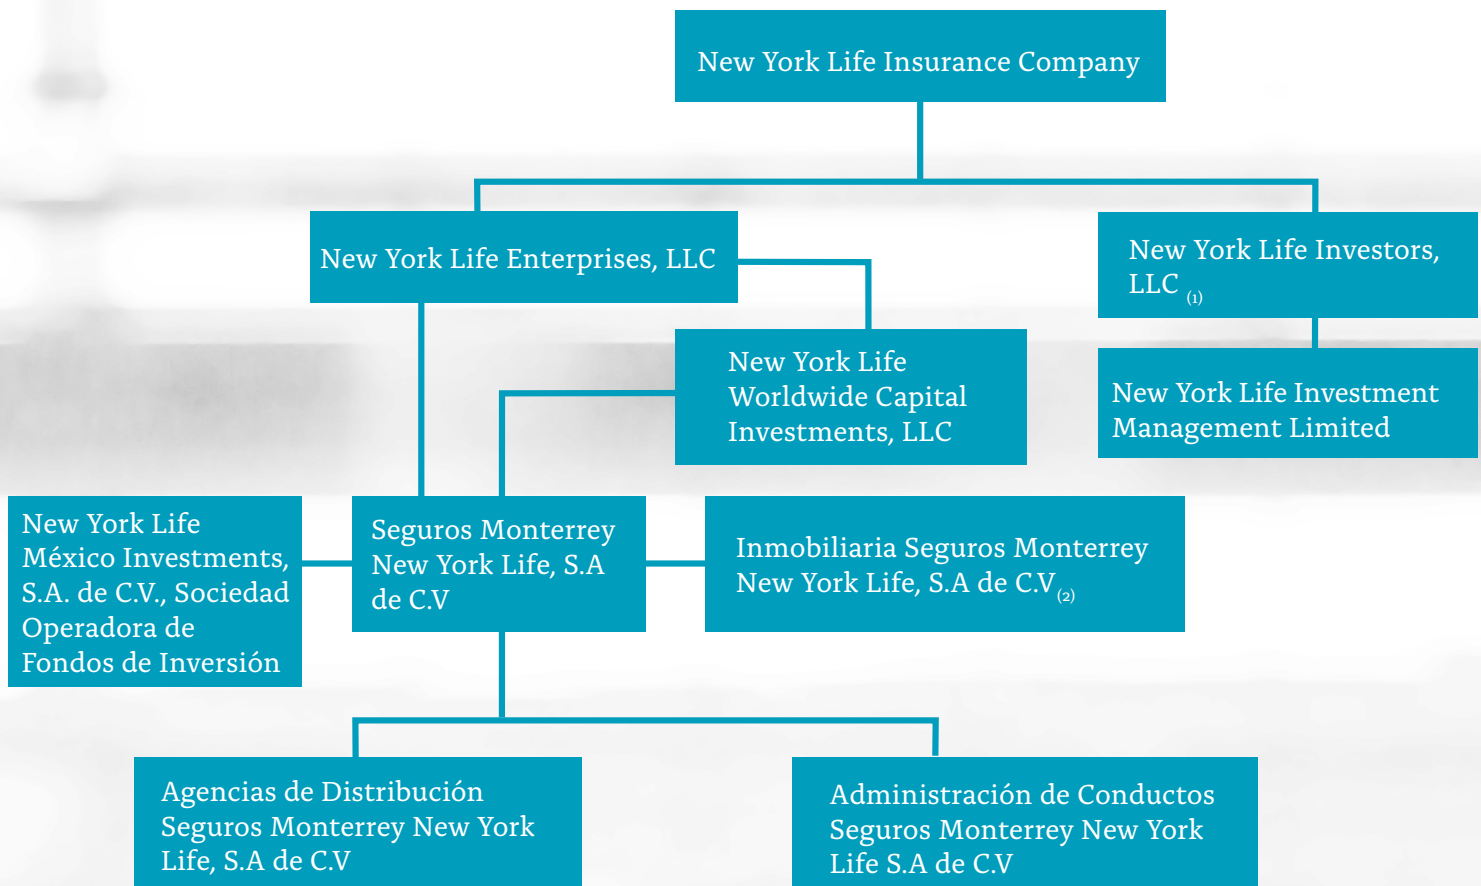 New York Life Insurance Company
New York Life Enterprises, LLC
New York Life Investors,
LLC (1)
New York Life
Worldwide Capital
Investments, LLC
New York Life Investment
Management Limited
New York Life
México Investments,
S.A. de C.V., Sociedad
Operadora de
Fondos de Inversión
Seguros Monterrey
New York Life, S.A
de C.V
Inmobiliaria Seguros Monterrey
New York Life, S.A de C.V(2)
Agencias de Distribución
Seguros Monterrey New York
Life, S.A de C.V
Administración de Conductos
Seguros Monterrey New York
Life S.A de C.V